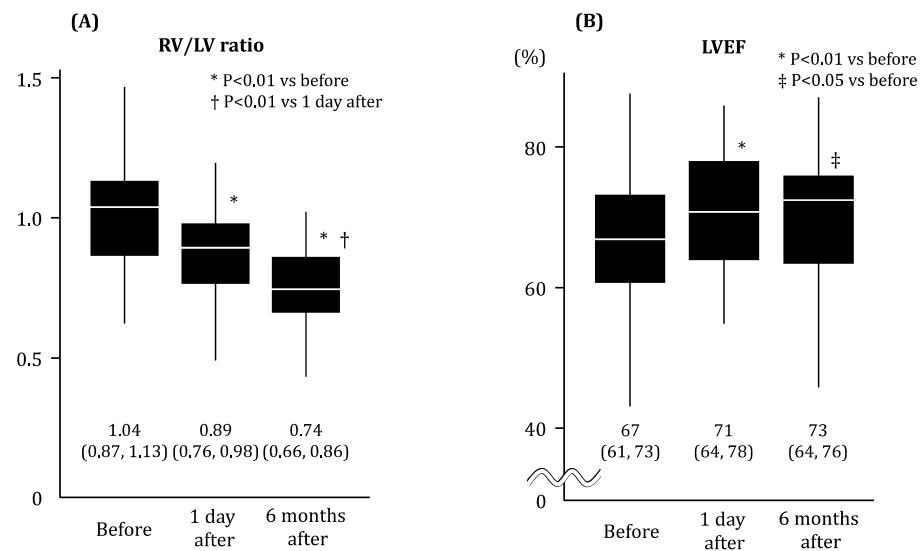 (A)
RV/LV ratio
* P<0.01 vs before
† P<0.01 vs 1 day after
1.5
1.0
0.5
0
*
* †
1.04
(0.87, 1.13)
0.89
(0.76, 0.98)
0.74
(0.66, 0.86)
Before
1 day
after
6 months
after
(B)
LVEF
(%)
* P<0.01 vs before
‡ P<0.05 vs before
80
60
40
0
*
‡
67
(61, 73)
71
(64, 78)
73
(64, 76)
Before
1 day
after
6 months
after